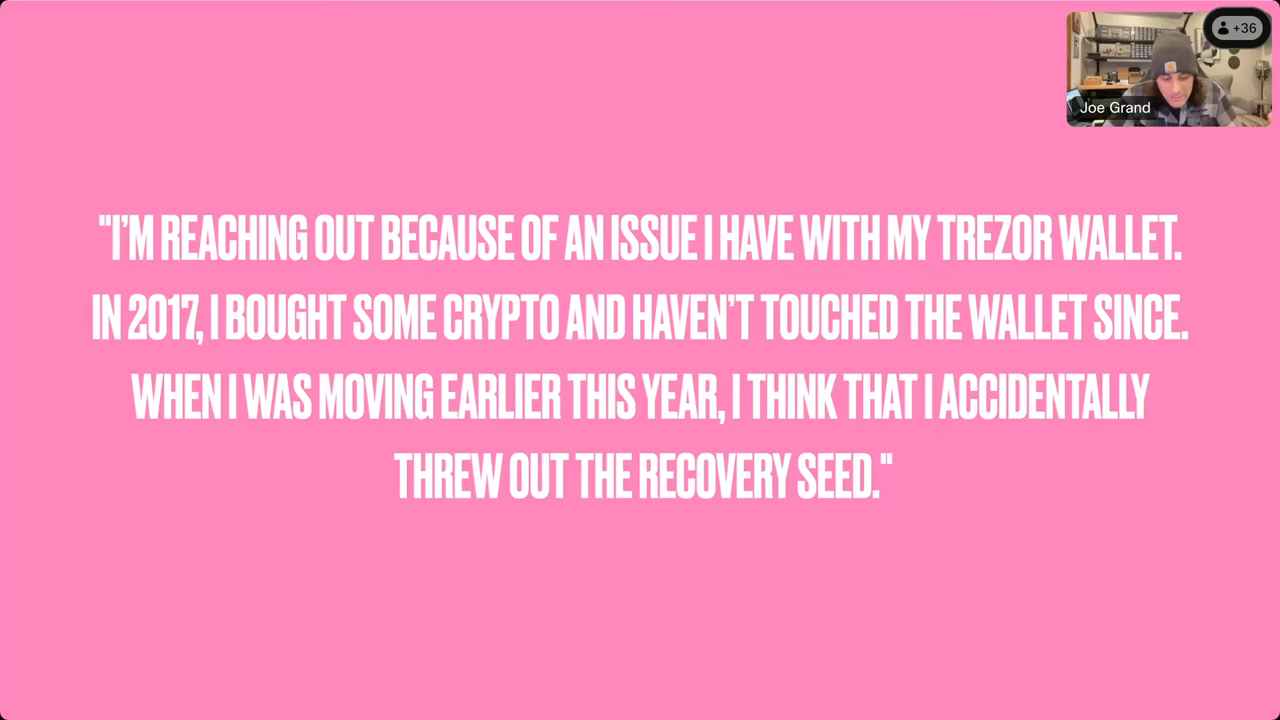 +36
Joe Grand
"I'M REACHING OUT BECAUSE OF AN ISSUE I HAVE WITH MY TREZOR WALLET.
IN 2017, I BOUGHT SOME CRYPTO AND HAVEN'T TOUCHED THE WALLET SINCE.
WHEN I WAS MOVING EARLIER THIS YEAR, I THINK THAT I ACCIDENTALLY
THREW OUT THE RECOVERY SEED."